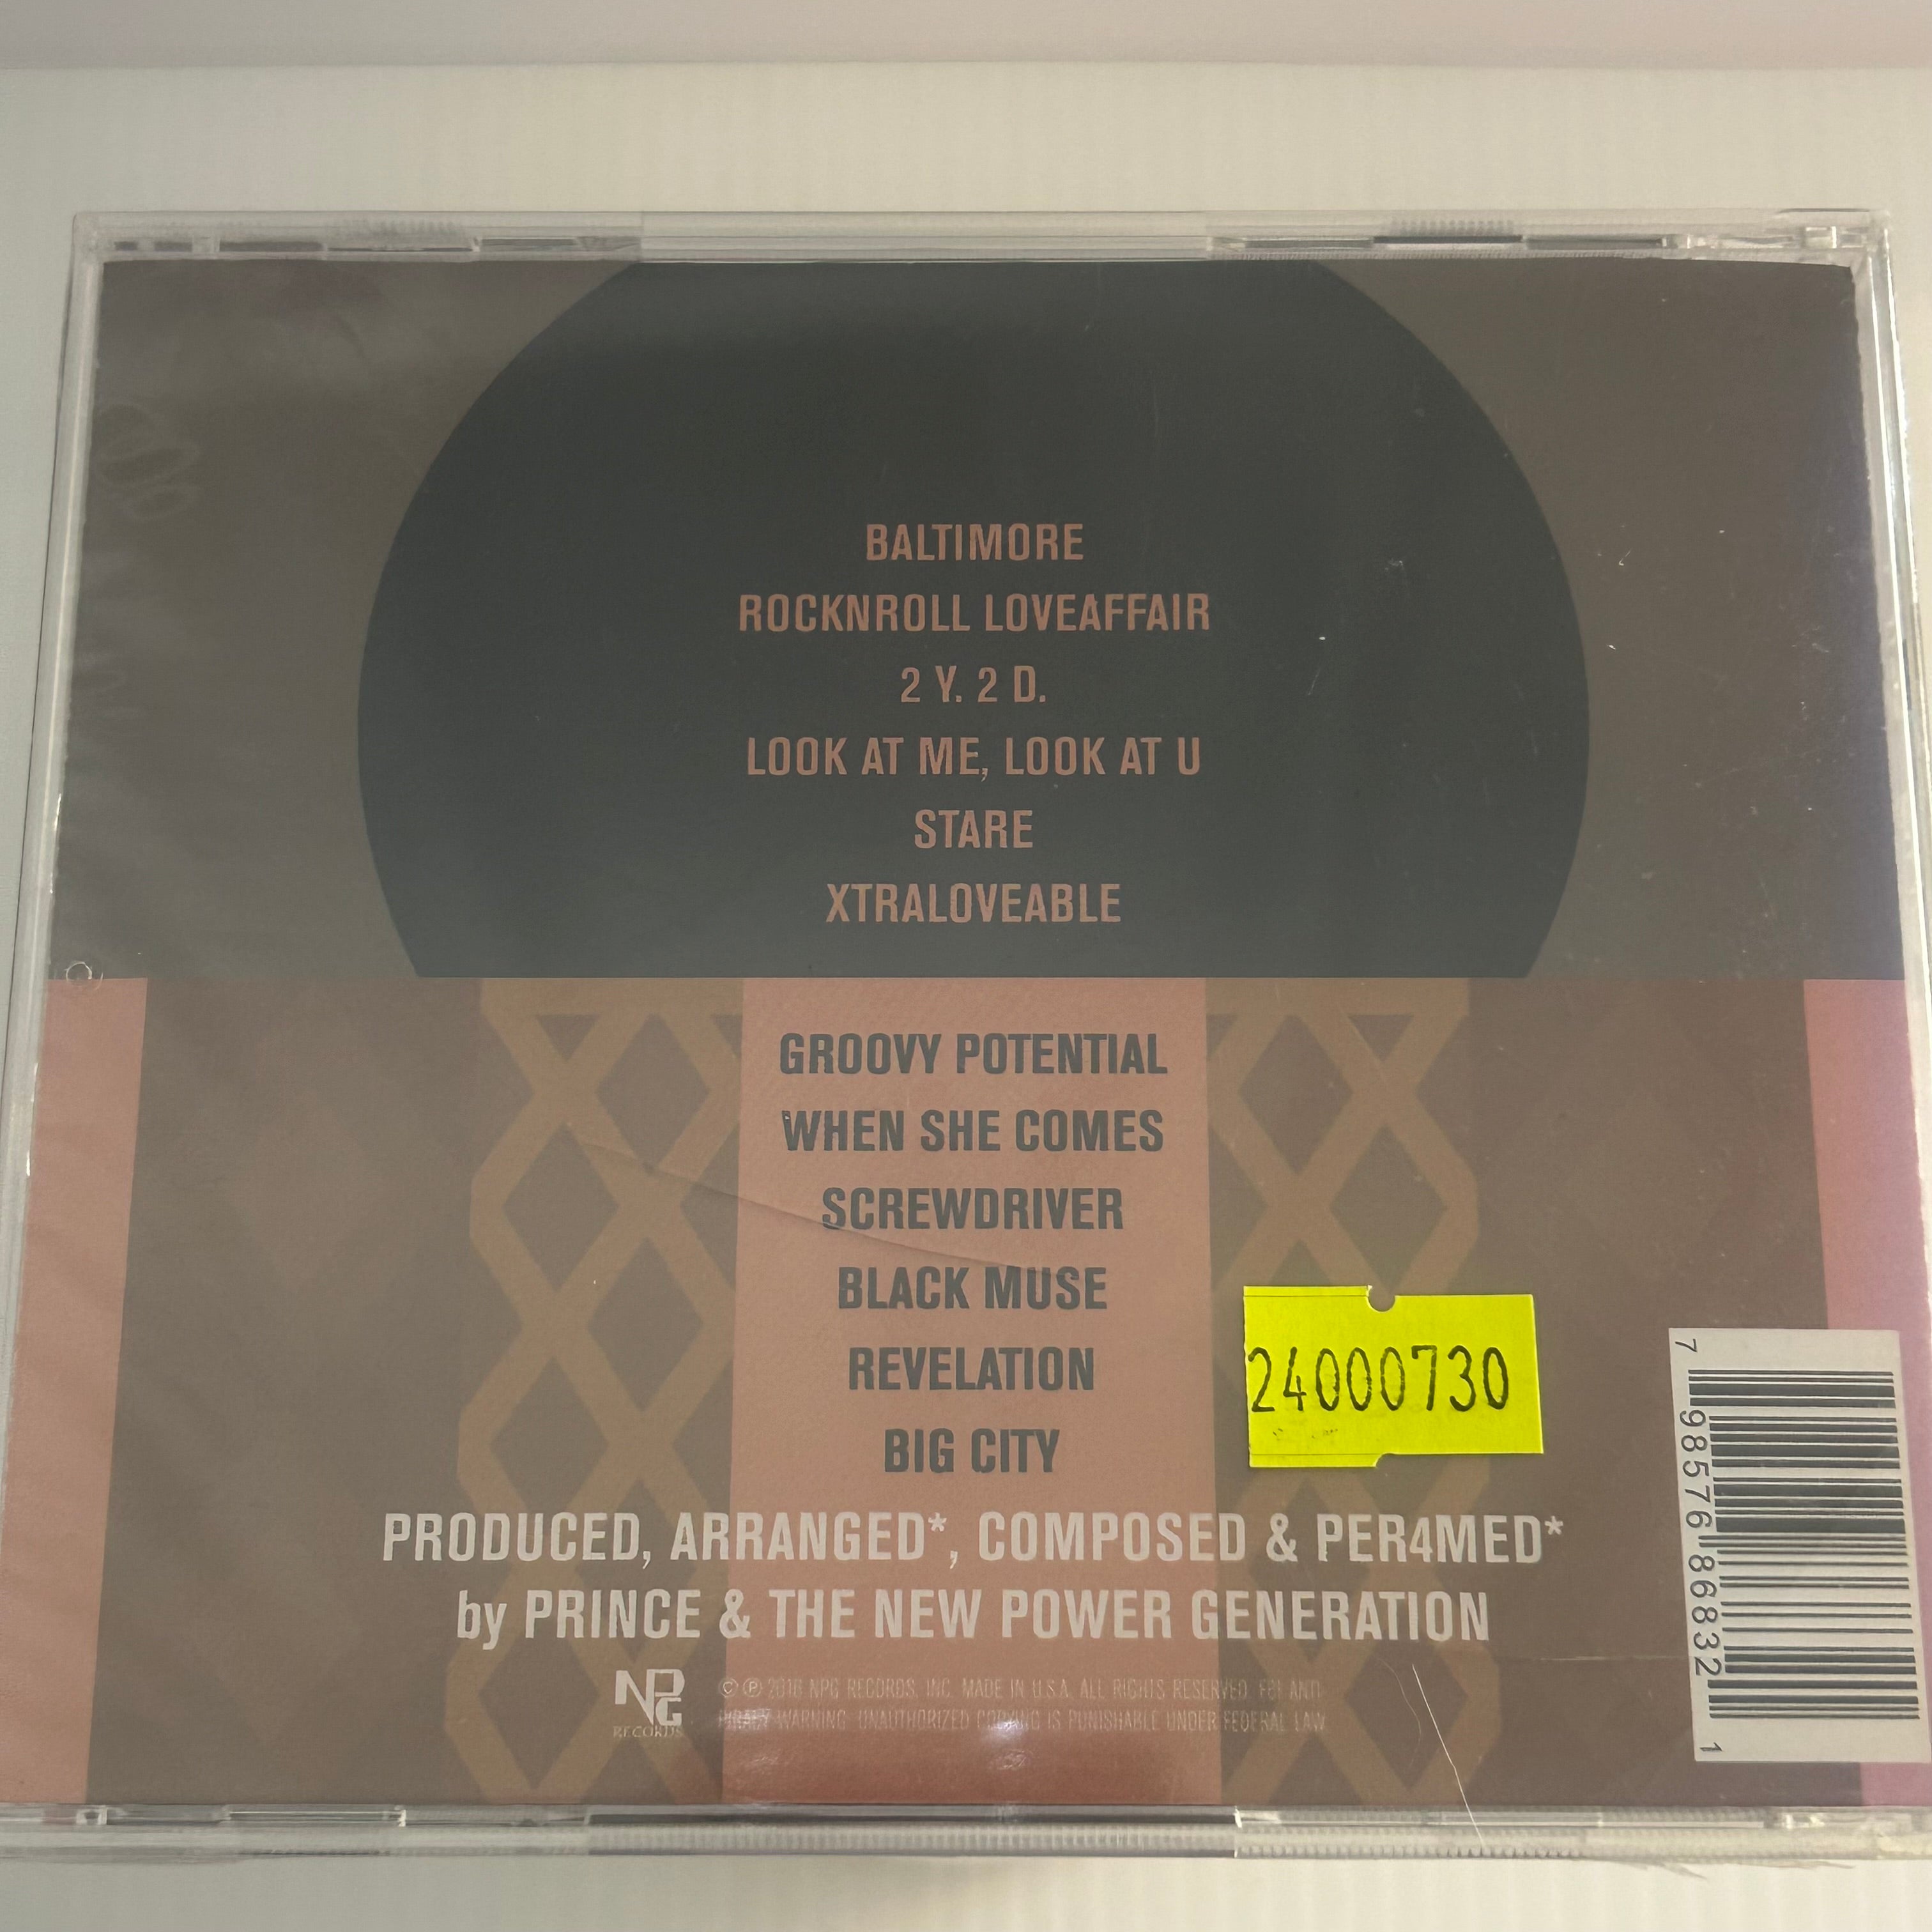 BALTIMORE
ROCKNROLL LOVEAFFAIR
2 Y. 2 D.
LOOK AT ME, LOOK AT U
STARE
XTRALOVEABLE
GROOVY POTENTIAL
WHEN SHE COMES
SCREWDRIVER
BLACK MUSE
REVELATION
BIG CITY
24000730
7 98576 86832 1
PRODUCED, ARRANGED*, COMPOSED & PER4MED*
by PRINCE & THE NEW POWER GENERATION
NPG
RECORDS
© ℗ NPG RECORDS, INC. MADE IN U.S.A. ALL RIGHTS RESERVED. FBI ANTI-
PIRACY WARNING: UNAUTHORIZED COPYING IS PUNISHABLE UNDER FEDERAL LAW